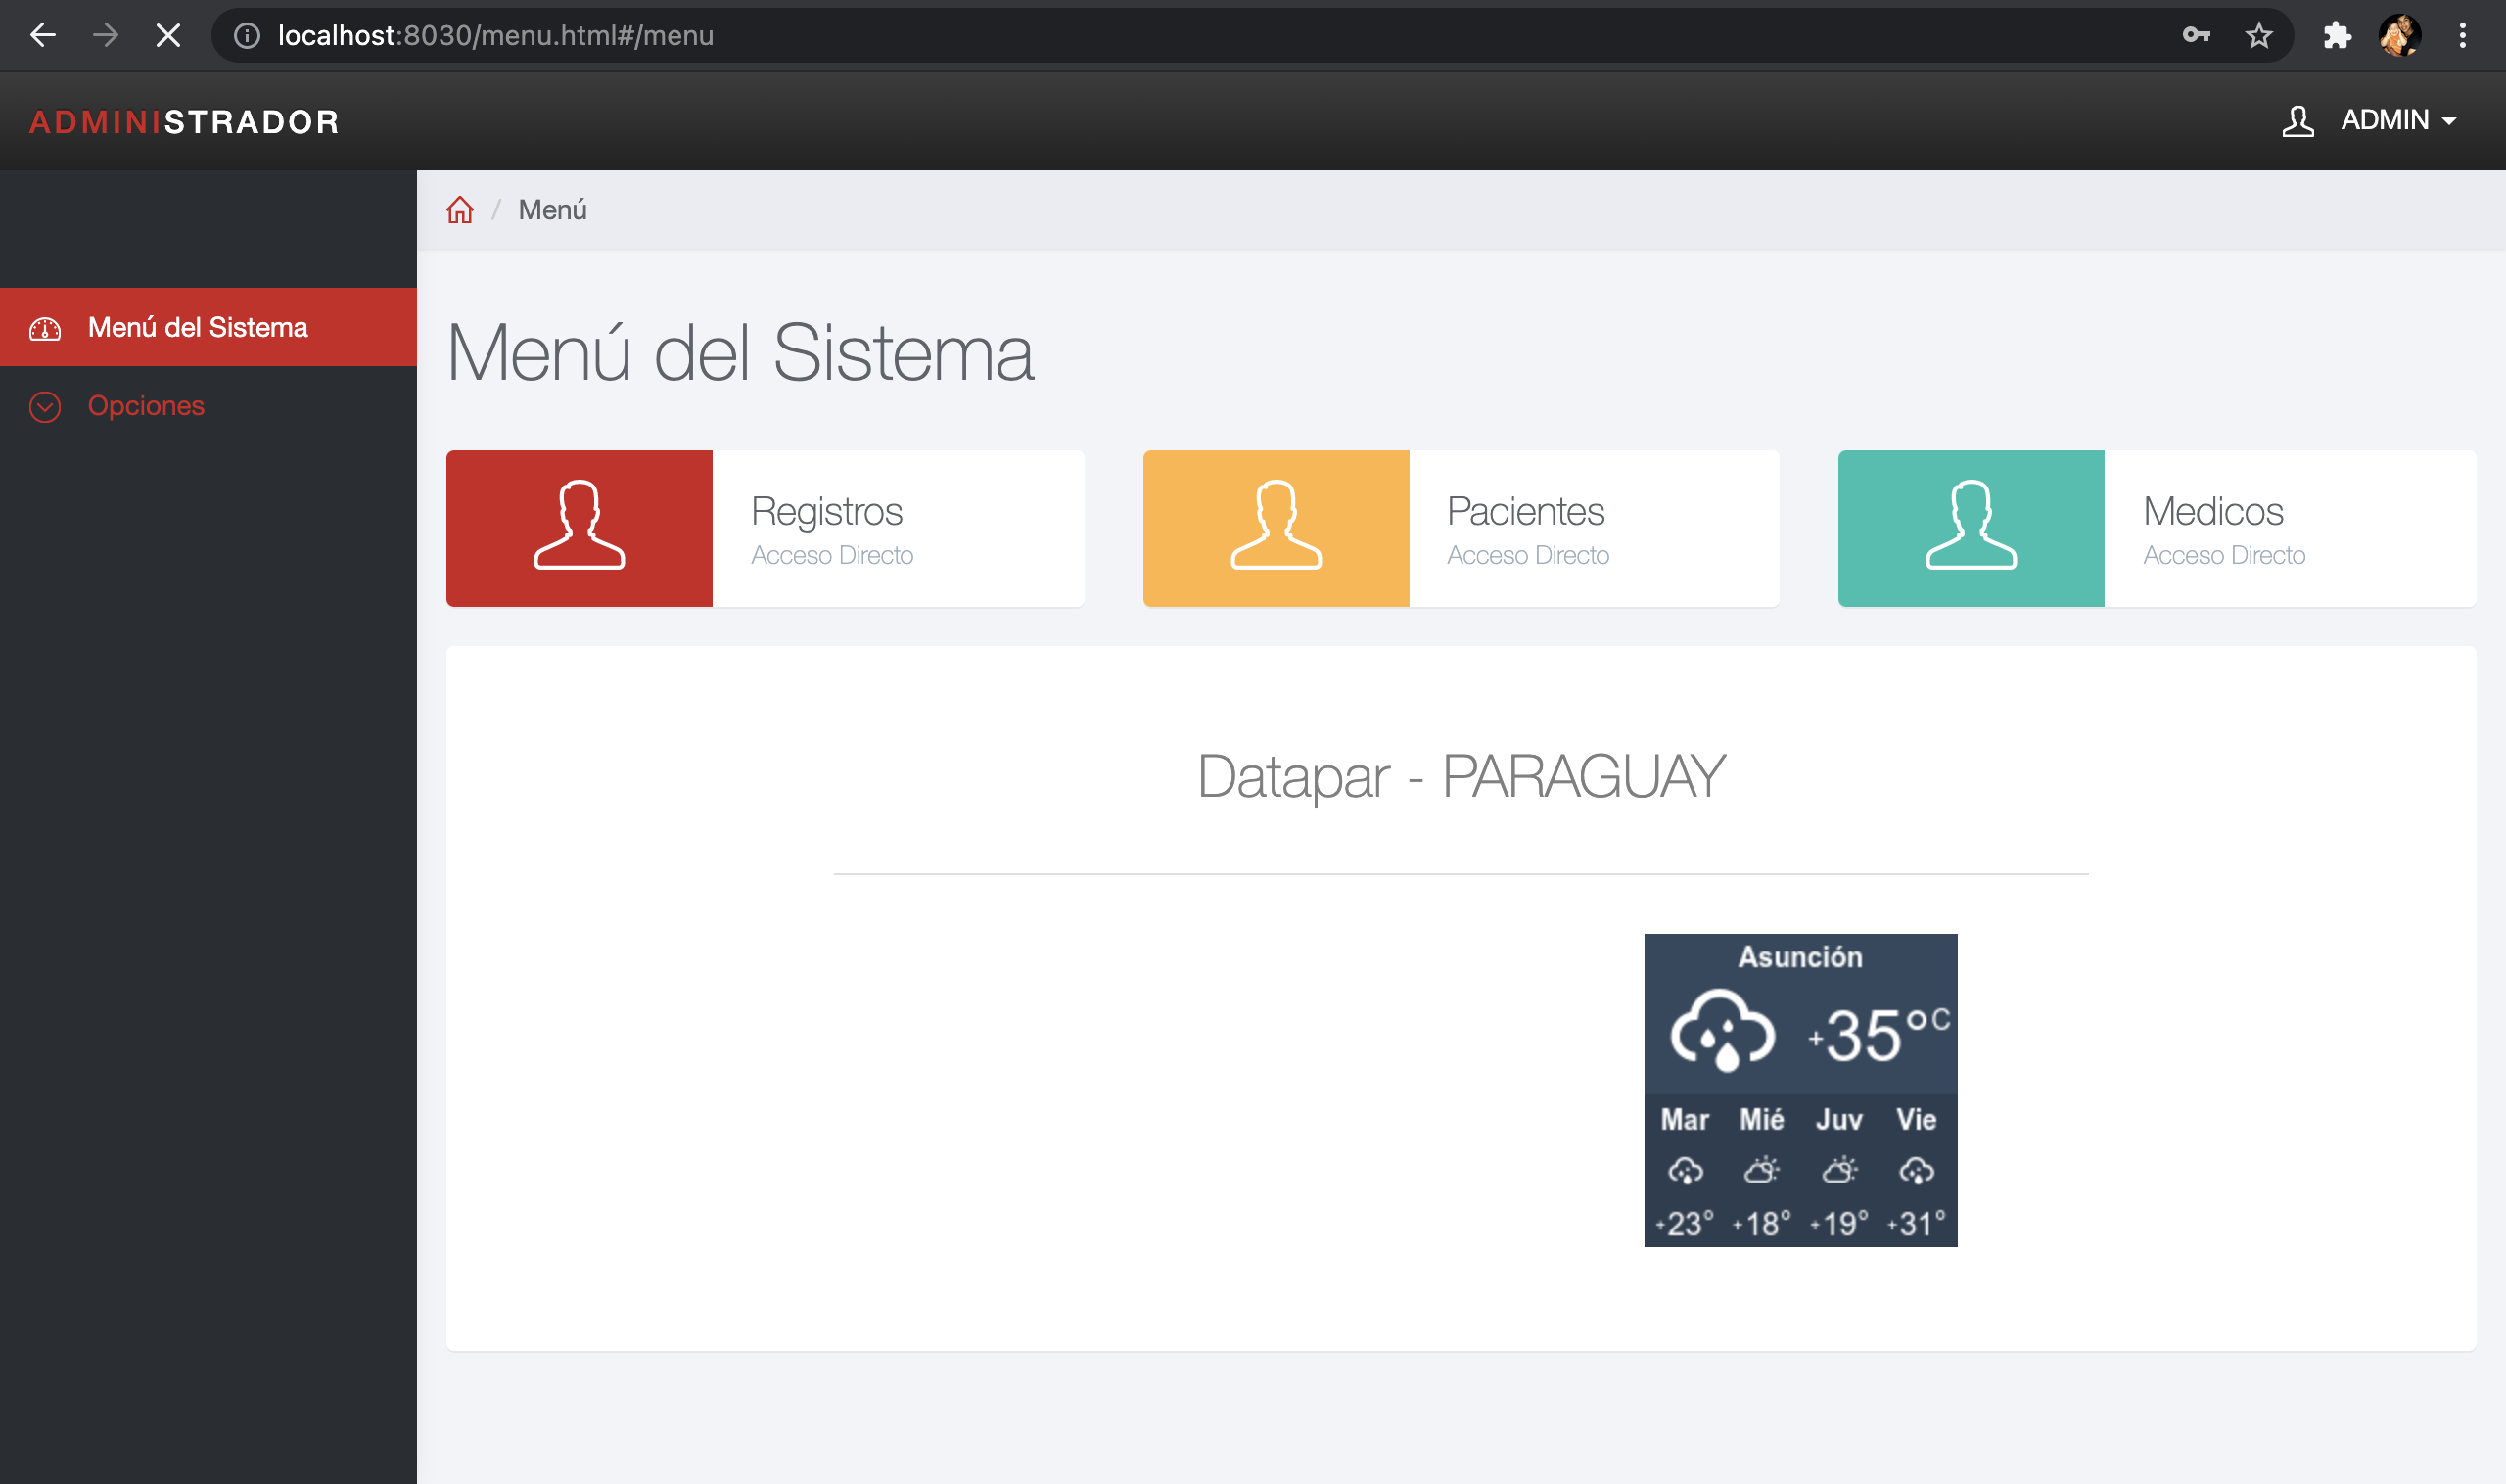 localhost:8030/menu.html#/menu
ADMINISTRADOR
ADMIN
/ Menú
Menú del Sistema
Opciones
Menú del Sistema
Registros
Acceso Directo
Pacientes
Acceso Directo
Medicos
Acceso Directo
Datapar - PARAGUAY
Asunción
+35°C
Mar Mié Juv Vie
+23° +18° +19° +31°